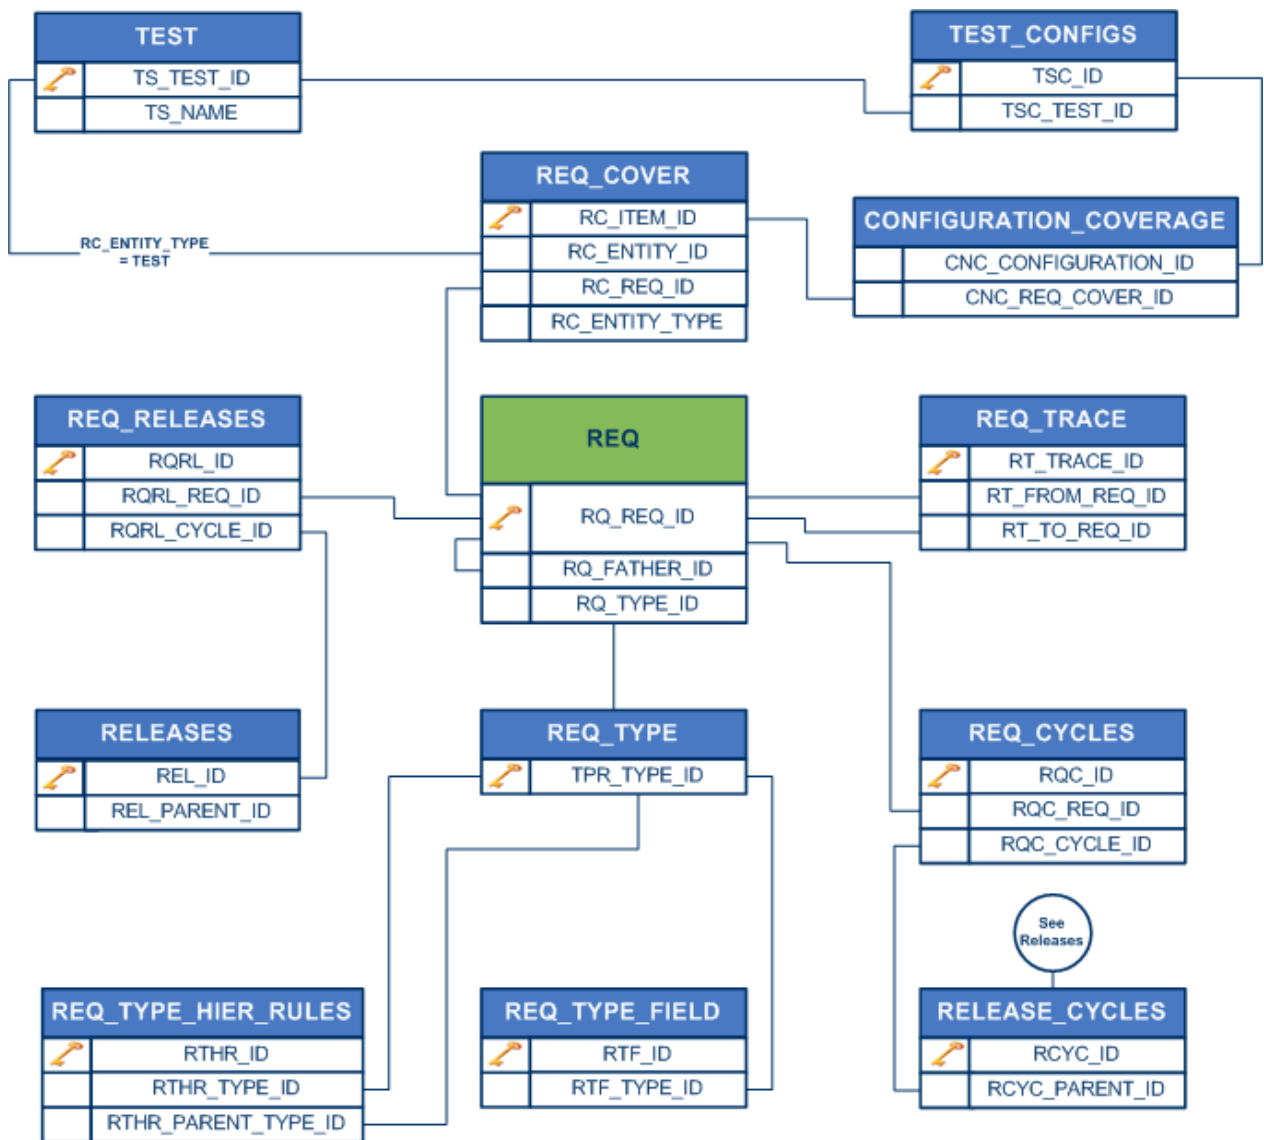 TEST
TS_TEST_ID
TS_NAME
TEST_CONFIGS
TSC_ID
TSC_TEST_ID
REQ_COVER
RC_ITEM_ID
RC_ENTITY_ID
RC_REQ_ID
RC_ENTITY_TYPE
CONFIGURATION_COVERAGE
CNC_CONFIGURATION_ID
CNC_REQ_COVER_ID
RC_ENTITY_TYPE
= TEST
REQ_RELEASES
RQRL_ID
RQRL_REQ_ID
RQRL_CYCLE_ID
REQ
RQ_REQ_ID
RQ_FATHER_ID
RQ_TYPE_ID
REQ_TRACE
RT_TRACE_ID
RT_FROM_REQ_ID
RT_TO_REQ_ID
RELEASES
REL_ID
REL_PARENT_ID
REQ_TYPE
TPR_TYPE_ID
REQ_CYCLES
RQC_ID
RQC_REQ_ID
RQC_CYCLE_ID
See
Releases
REQ_TYPE_HIER_RULES
RTHR_ID
RTHR_TYPE_ID
RTHR_PARENT_TYPE_ID
REQ_TYPE_FIELD
RTF_ID
RTF_TYPE_ID
RELEASE_CYCLES
RCYC_ID
RCYC_PARENT_ID